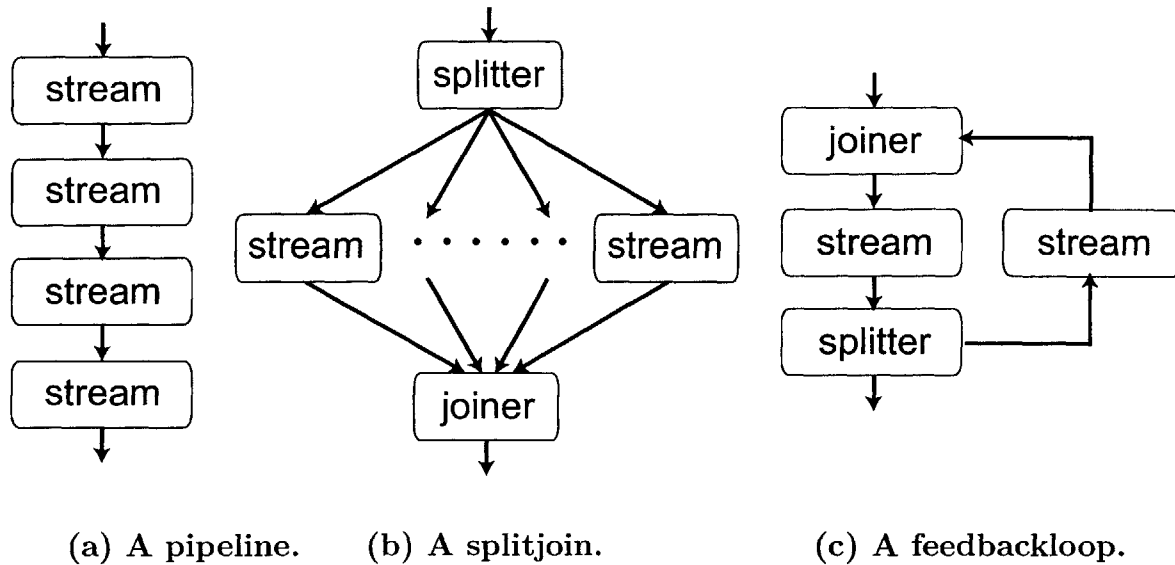 stream
stream
stream
stream
splitter
stream
stream
joiner
joiner
stream
stream
splitter
(a) A pipeline.
(b) A splitjoin.
(c) A feedbackloop.